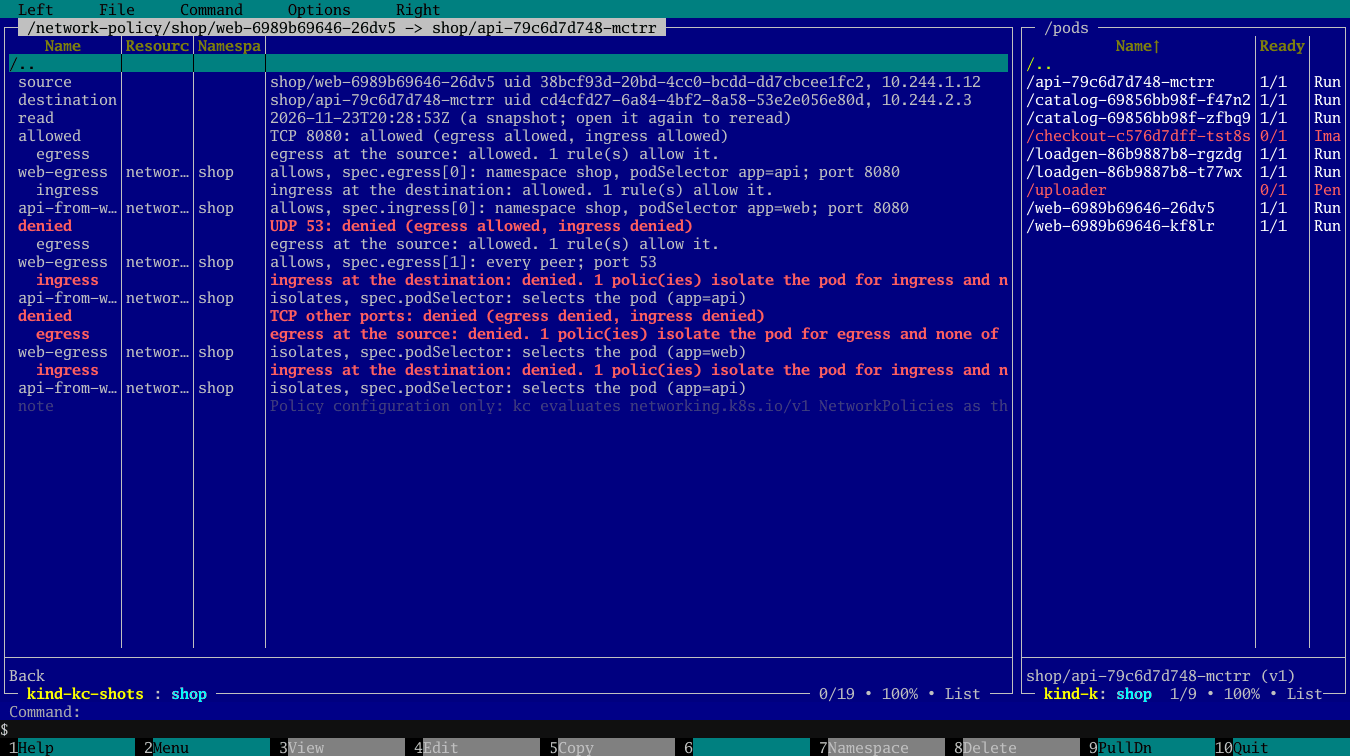 Left File Command Options Right
/network-policy/shop/web-6989b69646-26dv5 -> shop/api-79c6d7d748-mctrr
Name Resourc Namespa
/..
source shop/web-6989b69646-26dv5 uid 38bcf93d-20bd-4cc0-bcdd-dd7cbcee1fc2, 10.244.1.12
destination shop/api-79c6d7d748-mctrr uid cd4cfd27-6a84-4bf2-8a58-53e2e056e80d, 10.244.2.3
read 2026-11-23T20:28:53Z (a snapshot; open it again to reread)
allowed TCP 8080: allowed (egress allowed, ingress allowed)
egress egress at the source: allowed. 1 rule(s) allow it.
web-egress networ… shop allows, spec.egress[0]: namespace shop, podSelector app=api; port 8080
ingress ingress at the destination: allowed. 1 rule(s) allow it.
api-from-w… networ… shop allows, spec.ingress[0]: namespace shop, podSelector app=web; port 8080
denied UDP 53: denied (egress allowed, ingress denied)
egress egress at the source: allowed. 1 rule(s) allow it.
web-egress networ… shop allows, spec.egress[1]: every peer; port 53
ingress ingress at the destination: denied. 1 polic(ies) isolate the pod for ingress and n
api-from-w… networ… shop isolates, spec.podSelector: selects the pod (app=api)
denied TCP other ports: denied (egress denied, ingress denied)
egress egress at the source: denied. 1 polic(ies) isolate the pod for egress and none of
web-egress networ… shop isolates, spec.podSelector: selects the pod (app=web)
ingress ingress at the destination: denied. 1 polic(ies) isolate the pod for ingress and n
api-from-w… networ… shop isolates, spec.podSelector: selects the pod (app=api)
note Policy configuration only: kc evaluates networking.k8s.io/v1 NetworkPolicies as th
Back
kind-kc-shots : shop 0/19 • 100% • List
/pods
Name↑ Ready
/..
/api-79c6d7d748-mctrr 1/1 Run
/catalog-69856bb98f-f47n2 1/1 Run
/catalog-69856bb98f-zfbq9 1/1 Run
/checkout-c576d7dff-tst8s 0/1 Ima
/loadgen-86b9887b8-rgzdg 1/1 Run
/loadgen-86b9887b8-t77wx 1/1 Run
/uploader 0/1 Pen
/web-6989b69646-26dv5 1/1 Run
/web-6989b69646-kf8lr 1/1 Run
shop/api-79c6d7d748-mctrr (v1)
kind-k: shop 1/9 • 100% • List
Command:
$
1Help 2Menu 3View 4Edit 5Copy 6 7Namespace 8Delete 9PullDn 10Quit